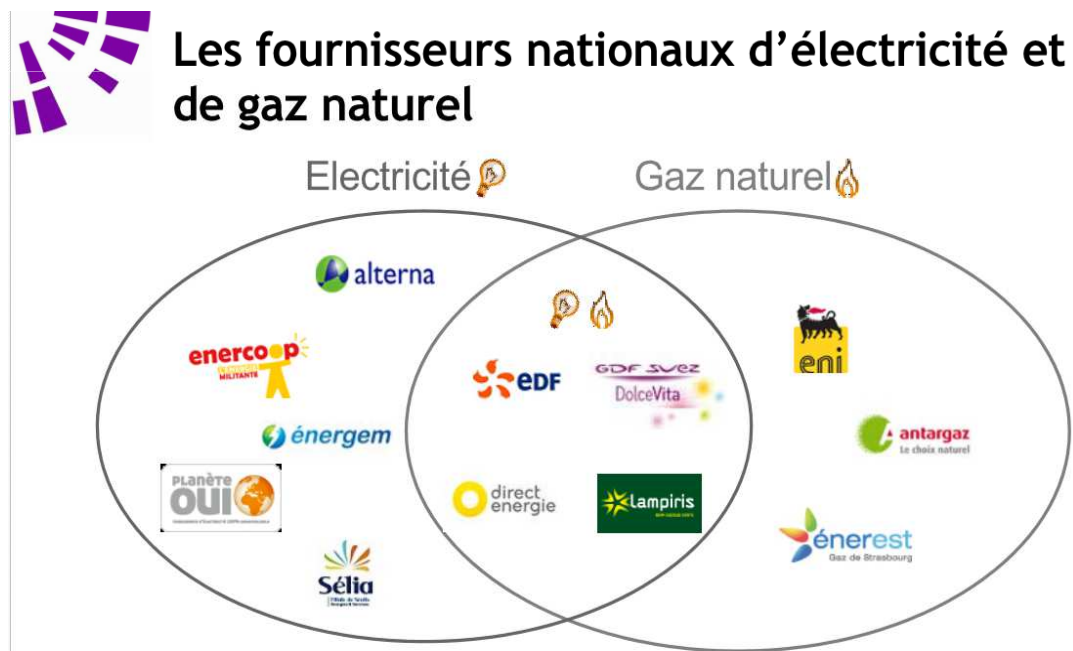 Les fournisseurs nationaux d'électricité et
de gaz naturel
Electricité
Gaz naturel
alterna
enercoop
MILITANTE
énergem
PLANÈTE
OUI
Sélia
EDF
GDF SUEZ
DolceVita
direct
energie
Lampiris
eni
antargaz
Le choix naturel
énerest
Gaz de Strasbourg